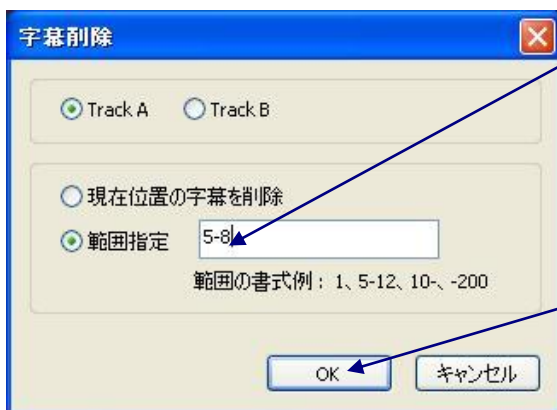 字幕削除
Track A Track B
現在位置の字幕を削除
範囲指定 5-8
範囲の書式例： 1、5-12、10-、-200
OK キャンセル